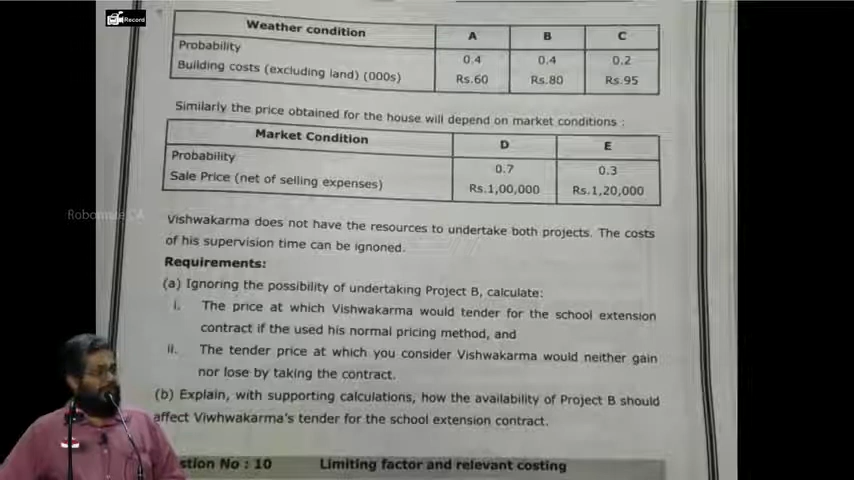 Record
Weather condition A B C
Probability 0.4 0.4 0.2
Building costs (excluding land) (000s) Rs.60 Rs.80 Rs.95
Similarly the price obtained for the house will depend on market conditions :
Market Condition D E
Probability 0.7 0.3
Sale Price (net of selling expenses) Rs.1,00,000 Rs.1,20,000
Vishwakarma does not have the resources to undertake both projects. The costs
of his supervision time can be ignoned.
Requirements:
(a) Ignoring the possibility of undertaking Project B, calculate:
i. The price at which Vishwakarma would tender for the school extension
contract if the used his normal pricing method, and
ii. The tender price at which you consider Vishwakarma would neither gain
nor lose by taking the contract.
(b) Explain, with supporting calculations, how the availability of Project B should
affect Viwhwakarma's tender for the school extension contract.
stion No : 10 Limiting factor and relevant costing